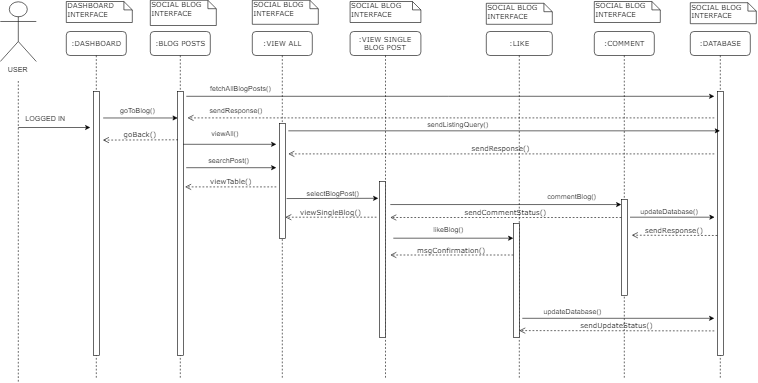 DASHBOARD
INTERFACE
SOCIAL BLOG
INTERFACE
SOCIAL BLOG
INTERFACE
SOCIAL BLOG
INTERFACE
SOCIAL BLOG
INTERFACE
SOCIAL BLOG
INTERFACE
SOCIAL BLOG
INTERFACE
:DASHBOARD
:BLOG POSTS
:VIEW ALL
:VIEW SINGLE
BLOG POST
:LIKE
:COMMENT
:DATABASE
USER
fetchAllBlogPosts()
goToBlog()
sendResponse()
LOGGED IN
sendListingQuery()
goBack()
viewAll()
sendResponse()
searchPost()
viewTable()
selectBlogPost()
commentBlog()
viewSingleBlog()
sendCommentStatus()
updateDatabase()
likeBlog()
sendResponse()
msgConfirmation()
updateDatabase()
sendUpdateStatus()